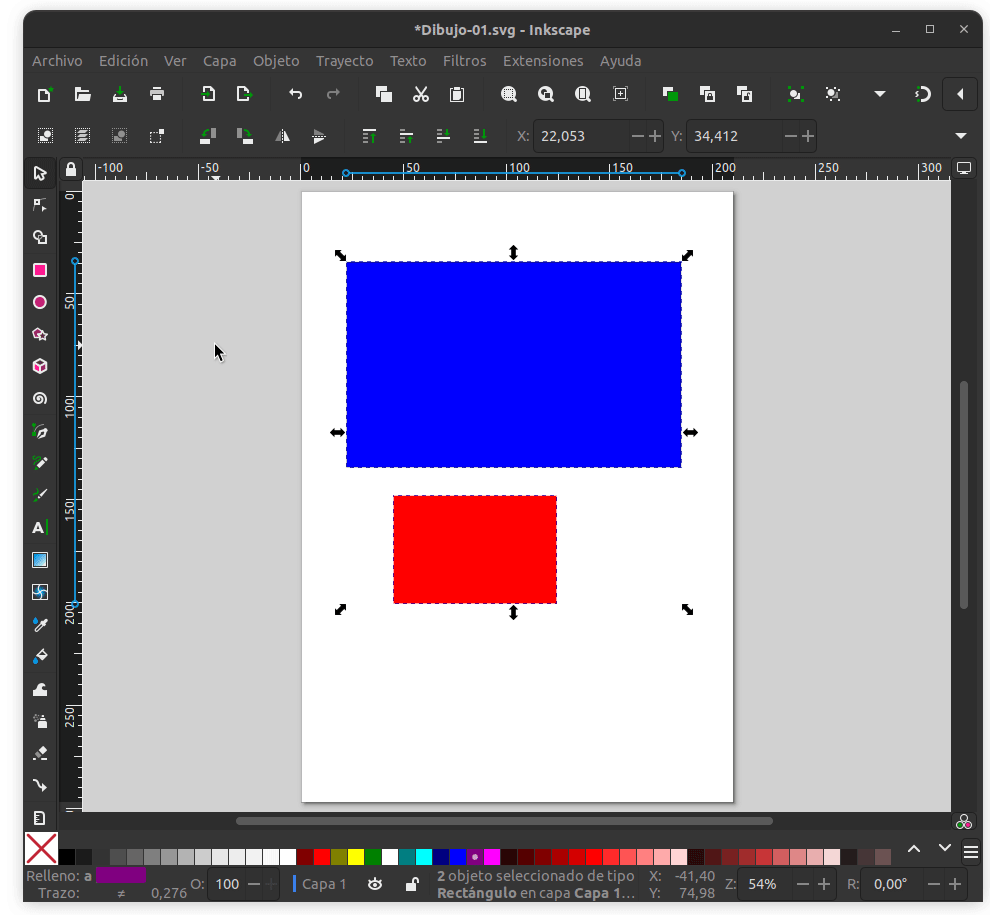 *Dibujo-01.svg - Inkscape
Archivo Edición Ver Capa Objeto Trayecto Texto Filtros Extensiones Ayuda
X: 22,053 Y: 34,412
-100 -50 0 50 100 150 200 250 300
0
50
100
150
200
250
Relleno: a O: 100 Capa 1 2 objeto seleccionado de tipo X: -41,40 Z: 54% R: 0,00°
Trazo: ≠ 0,276 Rectángulo en capa Capa 1... Y: 74,98